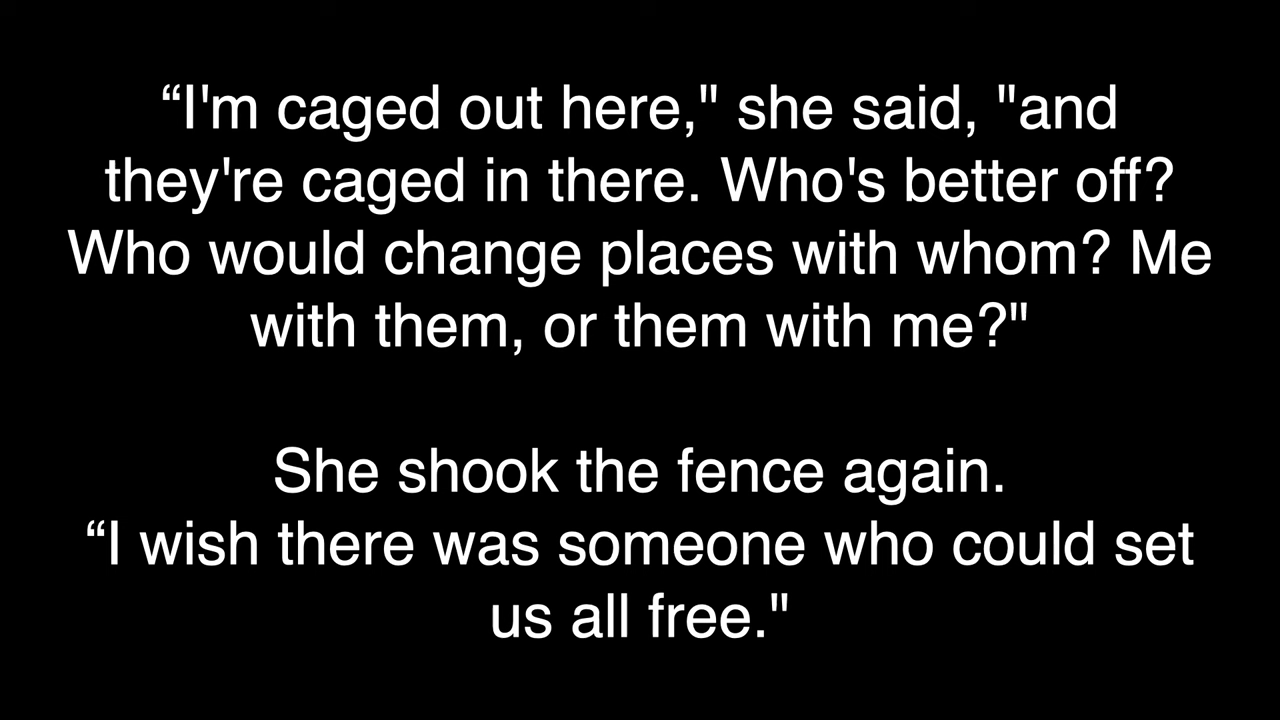 “I'm caged out here," she said, "and
they're caged in there. Who's better off?
Who would change places with whom? Me
with them, or them with me?"
She shook the fence again.
“I wish there was someone who could set
us all free."